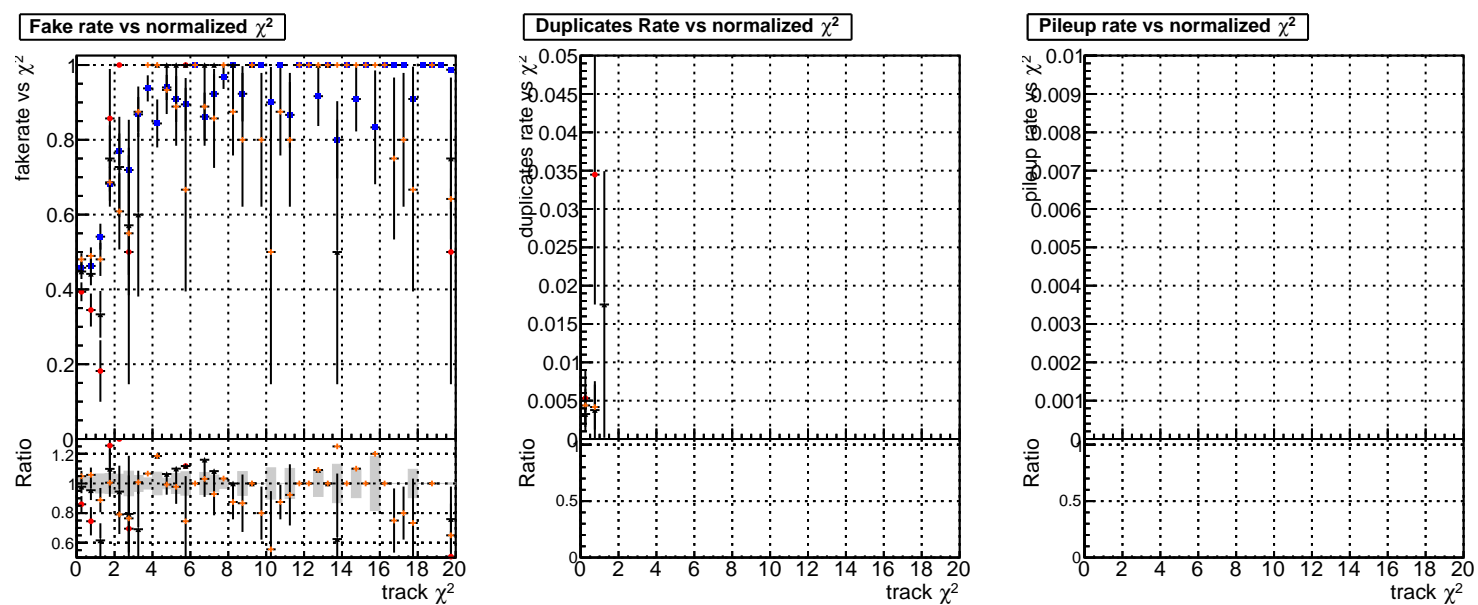 Fake rate vs normalized χ²
fakerate vs χ²
1
0.8
0.6
0.4
0.2
0
Ratio
1.2
1
0.8
0.6
0 2 4 6 8 10 12 14 16 18 20
track χ²
Duplicates Rate vs normalized χ²
duplicates rate vs χ²
0.05
0.045
0.04
0.035
0.03
0.025
0.02
0.015
0.01
0.005
0
Ratio
1
0.5
0
0 2 4 6 8 10 12 14 16 18 20
track χ²
Pileup rate vs normalized χ²
pileup rate vs χ²
0.01
0.009
0.008
0.007
0.006
0.005
0.004
0.003
0.002
0.001
0
Ratio
1
0.5
0
0 2 4 6 8 10 12 14 16 18 20
track χ²